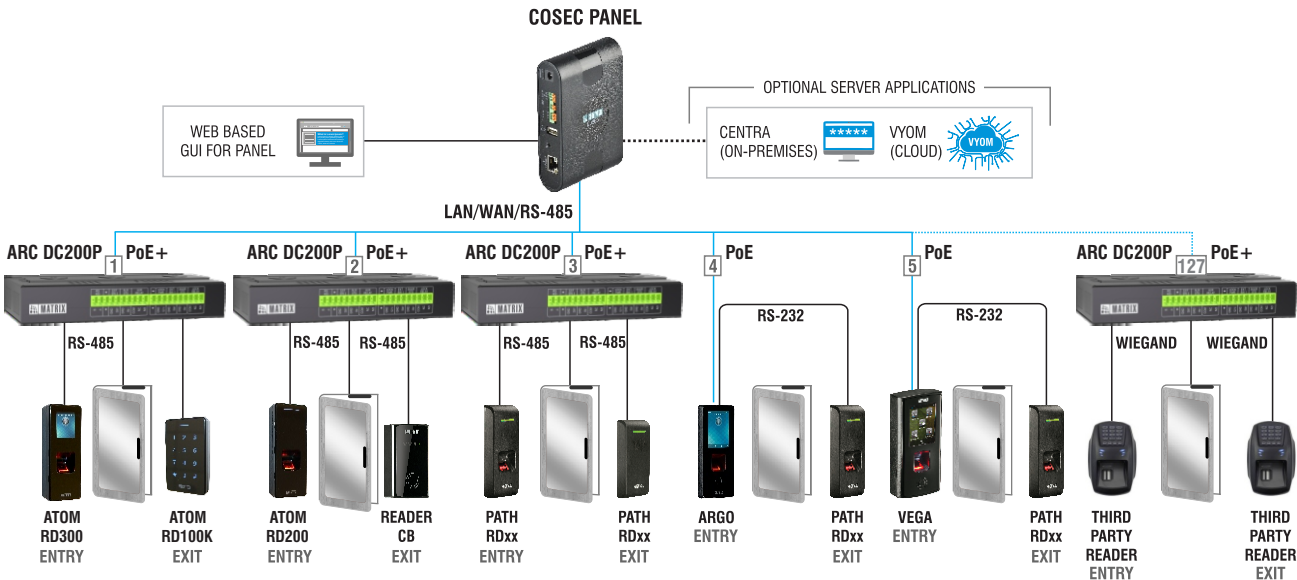 COSEC PANEL
OPTIONAL SERVER APPLICATIONS
WEB BASED
GUI FOR PANEL
CENTRA
(ON-PREMISES)
*****
VYOM
(CLOUD)
VYOM
LAN/WAN/RS-485
ARC DC200P 1 PoE+
ARC DC200P 2 PoE+
ARC DC200P 3 PoE+
4 PoE
5 PoE
ARC DC200P 127 PoE+
MATRIX
MATRIX
MATRIX
MATRIX
RS-485
RS-485 RS-485
RS-485 RS-485
RS-232
RS-232
WIEGAND WIEGAND
ATOM
RD300
ENTRY
ATOM
RD100K
EXIT
ATOM
RD200
ENTRY
READER
CB
EXIT
PATH
RDxx
ENTRY
PATH
RDxx
EXIT
ARGO
ENTRY
PATH
RDxx
EXIT
VEGA
ENTRY
PATH
RDxx
EXIT
THIRD
PARTY
READER
ENTRY
THIRD
PARTY
READER
EXIT